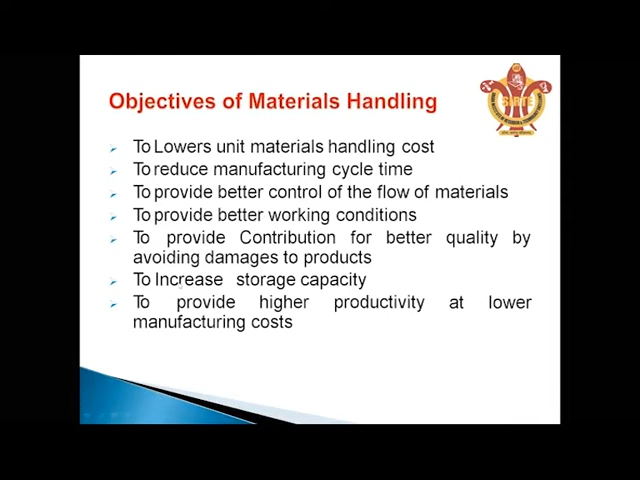 Objectives of Materials Handling
To Lowers unit materials handling cost
To reduce manufacturing cycle time
To provide better control of the flow of materials
To provide better working conditions
To provide Contribution for better quality by
avoiding damages to products
To Increase storage capacity
To provide higher productivity at lower
manufacturing costs